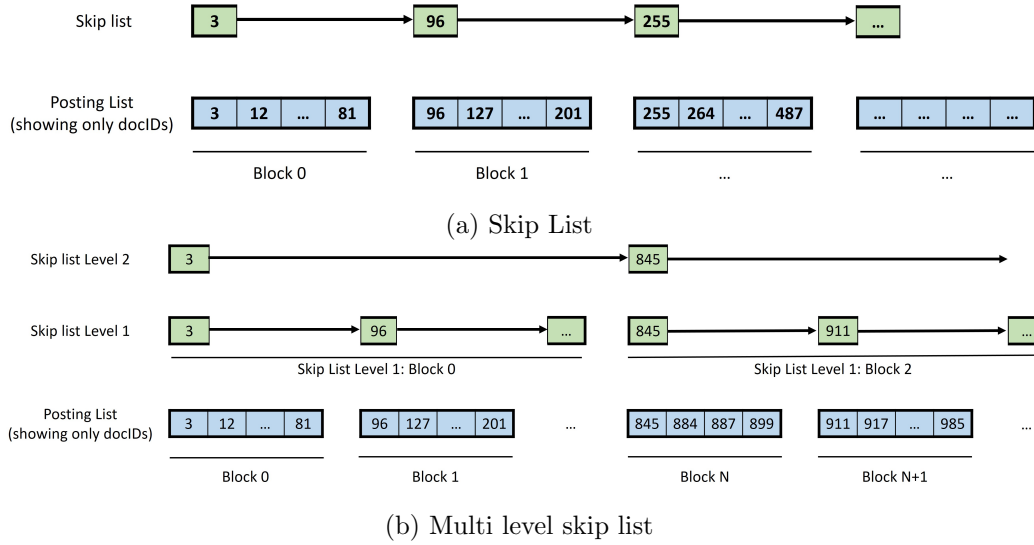 Skip list 3 96 255 ...
Posting List
(showing only docIDs)
3 12 ... 81 96 127 ... 201 255 264 ... 487 ... ... ... ...
Block 0 Block 1 ... ...
(a) Skip List
Skip list Level 2 3 845
Skip list Level 1 3 96 ... 845 911 ...
Skip List Level 1: Block 0 Skip List Level 1: Block 2
Posting List
(showing only docIDs)
3 12 ... 81 96 127 ... 201 ... 845 884 887 899 911 917 ... 985 ...
Block 0 Block 1 Block N Block N+1
(b) Multi level skip list